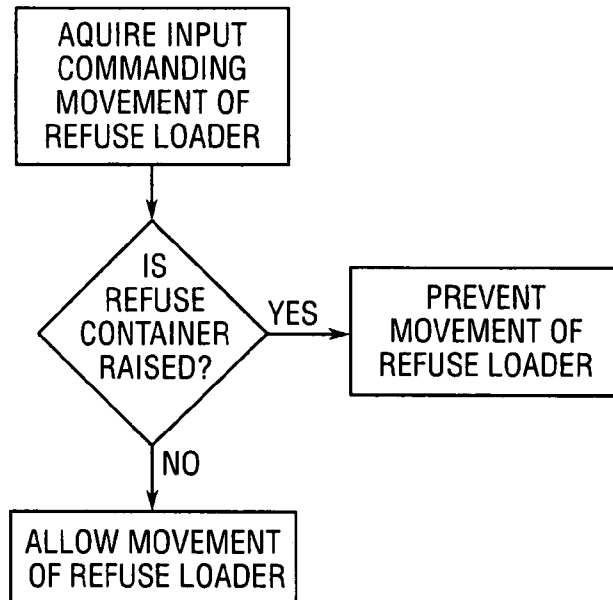 AQUIRE INPUT
COMMANDING
MOVEMENT OF
REFUSE LOADER
IS
REFUSE
CONTAINER
RAISED?
YES
PREVENT
MOVEMENT OF
REFUSE LOADER
NO
ALLOW MOVEMENT
OF REFUSE LOADER